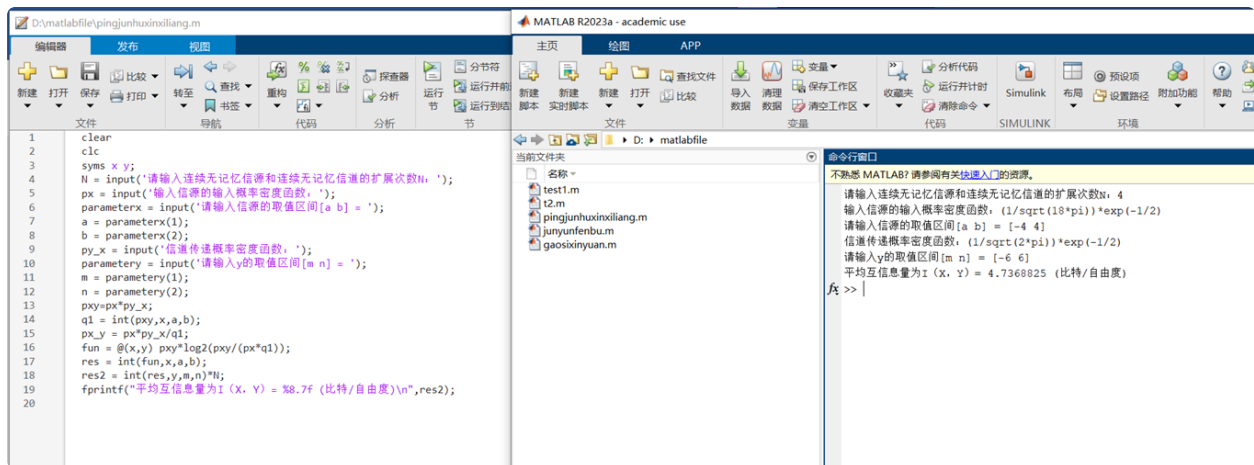 D:\matlabfile\pingjunhuxinxiliang.m
编辑器 发布 视图
新建 打开 保存 比较 打印 转至 查找 书签 重构 探查器 分析 运行节 分节符 运行并前 运行到结
文件 导航 代码 分析 节
1 clear
2 clc
3 syms x y;
4 N = input('请输入连续无记忆信源和连续无记忆信道的扩展次数N: ');
5 px = input('输入信源的输入概率密度函数: ');
6 parameterx = input('请输入信源的取值区间[a b] = ');
7 a = parameterx(1);
8 b = parameterx(2);
9 py_x = input('信道传递概率密度函数: ');
10 parametery = input('请输入y的取值区间[m n] = ');
11 m = parametery(1);
12 n = parametery(2);
13 pxy=px*py_x;
14 q1 = int(pxy,x,a,b);
15 px_y = px*py_x/q1;
16 fun = @(x,y) pxy*log2(pxy/(px*q1));
17 res = int(fun,x,a,b);
18 res2 = int(res,y,m,n)*N;
19 fprintf("平均互信息量为I（X，Y）= %8.7f (比特/自由度)\n",res2);
20
MATLAB R2023a - academic use
主页 绘图 APP
新建脚本 新建实时脚本 新建 打开 查找文件 比较 导入数据 清理数据 变量 保存工作区 清空工作区 收藏夹 分析代码 运行并计时 清除命令 Simulink 布局 预设项 设置路径 附加功能 帮助
文件 变量 代码 SIMULINK 环境
D: matlabfile
当前文件夹
名称
test1.m
t2.m
pingjunhuxinxiliang.m
junyunfenbu.m
gaosixinyuan.m
命令行窗口
不熟悉 MATLAB? 请参阅有关快速入门的资源。
请输入连续无记忆信源和连续无记忆信道的扩展次数N: 4
输入信源的输入概率密度函数: (1/sqrt(18*pi))*exp(-1/2)
请输入信源的取值区间[a b] = [-4 4]
信道传递概率密度函数: (1/sqrt(2*pi))*exp(-1/2)
请输入y的取值区间[m n] = [-6 6]
平均互信息量为I（X，Y）= 4.7368825 (比特/自由度)
fx >>